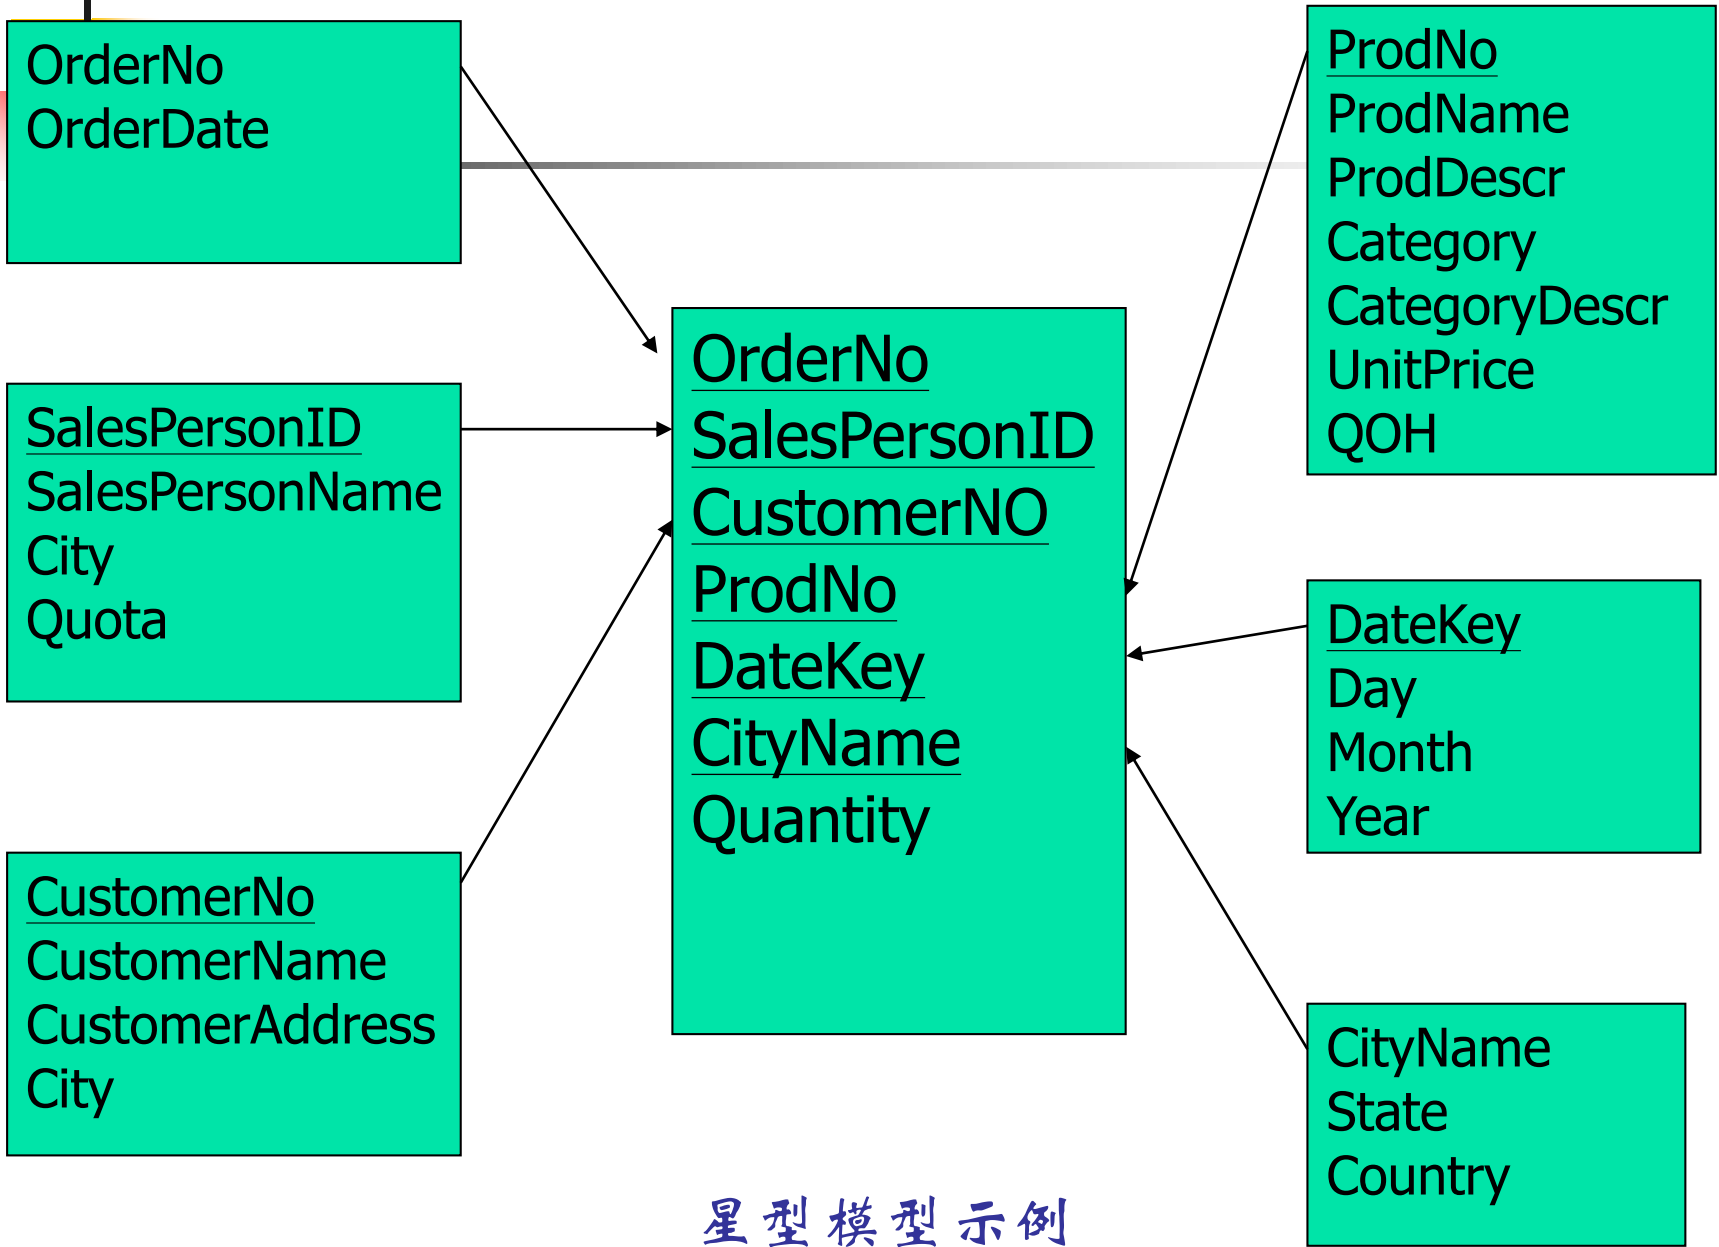 OrderNo
OrderDate
SalesPersonID
SalesPersonName
City
Quota
CustomerNo
CustomerName
CustomerAddress
City
OrderNo
SalesPersonID
CustomerNO
ProdNo
DateKey
CityName
Quantity
ProdNo
ProdName
ProdDescr
Category
CategoryDescr
UnitPrice
QOH
DateKey
Day
Month
Year
CityName
State
Country
星型模型示例